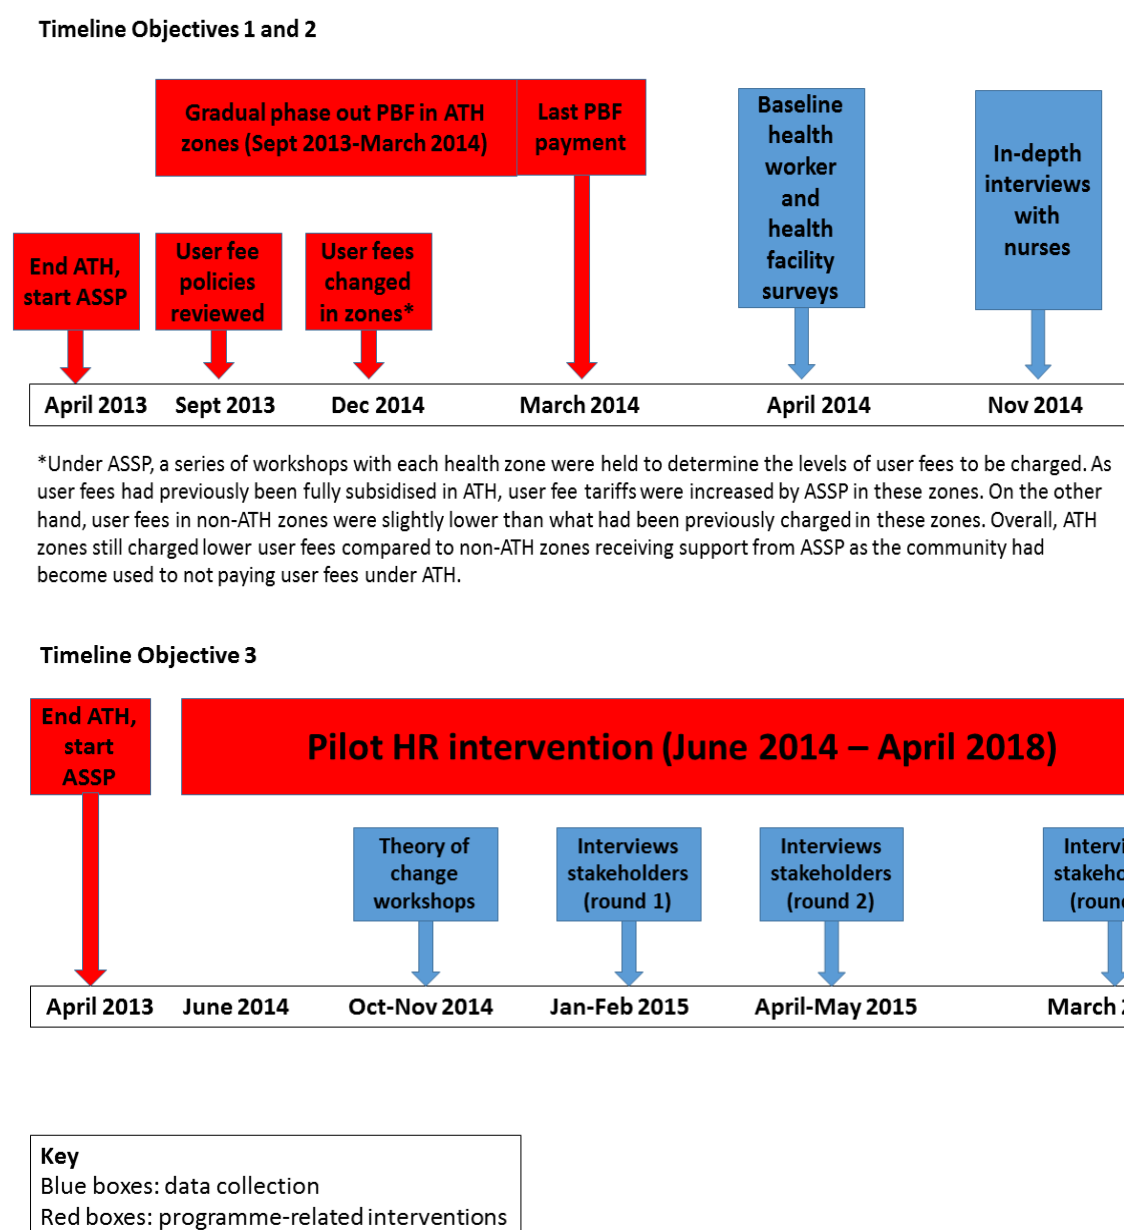 Timeline Objectives 1 and 2
Gradual phase out PBF in ATH
zones (Sept 2013-March 2014)
Last PBF
payment
Baseline
health
worker
and
health
facility
surveys
In-depth
interviews
with
nurses
End ATH,
start ASSP
User fee
policies
reviewed
User fees
changed
in zones*
April 2013
Sept 2013
Dec 2014
March 2014
April 2014
Nov 2014
*Under ASSP, a series of workshops with each health zone were held to determine the levels of user fees to be charged. As
user fees had previously been fully subsidised in ATH, user fee tariffs were increased by ASSP in these zones. On the other
hand, user fees in non-ATH zones were slightly lower than what had been previously charged in these zones. Overall, ATH
zones still charged lower user fees compared to non-ATH zones receiving support from ASSP as the community had
become used to not paying user fees under ATH.
Timeline Objective 3
End ATH,
start
ASSP
Pilot HR intervention (June 2014 – April 2018)
Theory of
change
workshops
Interviews
stakeholders
(round 1)
Interviews
stakeholders
(round 2)
April 2013
June 2014
Oct-Nov 2014
Jan-Feb 2015
April-May 2015
March
Key
Blue boxes: data collection
Red boxes: programme-related interventions